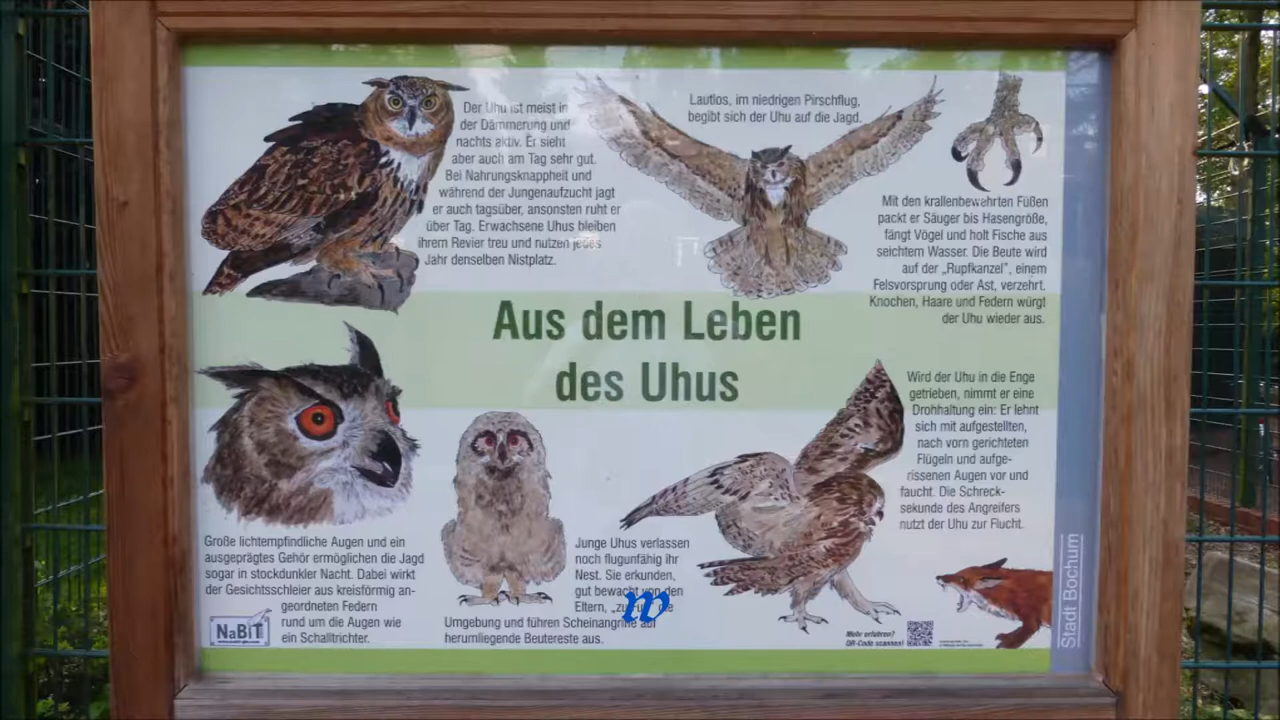 Der Uhu ist meist in
der Dämmerung und
nachts aktiv. Er sieht
aber auch am Tag sehr gut.
Bei Nahrungsknappheit und
während der Jungenaufzucht jagt
er auch tagsüber, ansonsten ruht er
über Tag. Erwachsene Uhus bleiben
ihrem Revier treu und nutzen jedes
Jahr denselben Nistplatz.
Lautlos, im niedrigen Pirschflug,
begibt sich der Uhu auf die Jagd.
Mit den krallenbewehrten Füßen
packt er Säuger bis Hasengröße,
fängt Vögel und holt Fische aus
seichtem Wasser. Die Beute wird
auf der „Rupfkanzel", einem
Felsvorsprung oder Ast, verzehrt.
Knochen, Haare und Federn würgt
der Uhu wieder aus.
Aus dem Leben
des Uhus
Große lichtempfindliche Augen und ein
ausgeprägtes Gehör ermöglichen die Jagd
sogar in stockdunkler Nacht. Dabei wirkt
der Gesichtsschleier aus kreisförmig an-
geordneten Federn
rund um die Augen wie
ein Schalltrichter.
NaBiT
Junge Uhus verlassen
noch flugunfähig ihr
Nest. Sie erkunden,
gut bewacht von den
Eltern, die
Umgebung und führen Scheinangriffe auf
herumliegende Beutereste aus.
w
Wird der Uhu in die Enge
getrieben, nimmt er eine
Drohhaltung ein: Er lehnt
sich mit aufgestellten,
nach vorn gerichteten
Flügeln und aufge-
rissenen Augen vor und
faucht. Die Schreck-
sekunde des Angreifers
nutzt der Uhu zur Flucht.
Mehr erfahren?
QR-Code scannen!
Stadt Bochum